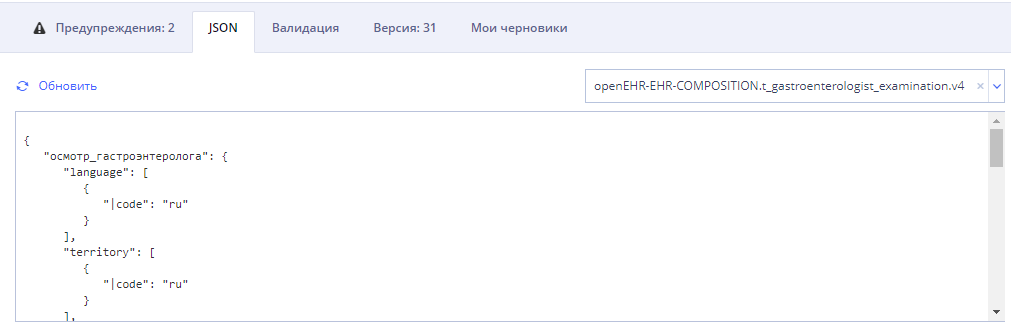 Предупреждения: 2 JSON Валидация Версия: 31 Мои черновики
Обновить openEHR-EHR-COMPOSITION.t_gastroenterologist_examination.v4 ×
{
"осмотр_гастроэнтеролога": {
"language": [
{
"|code": "ru"
}
],
"territory": [
{
"|code": "ru"
}
],